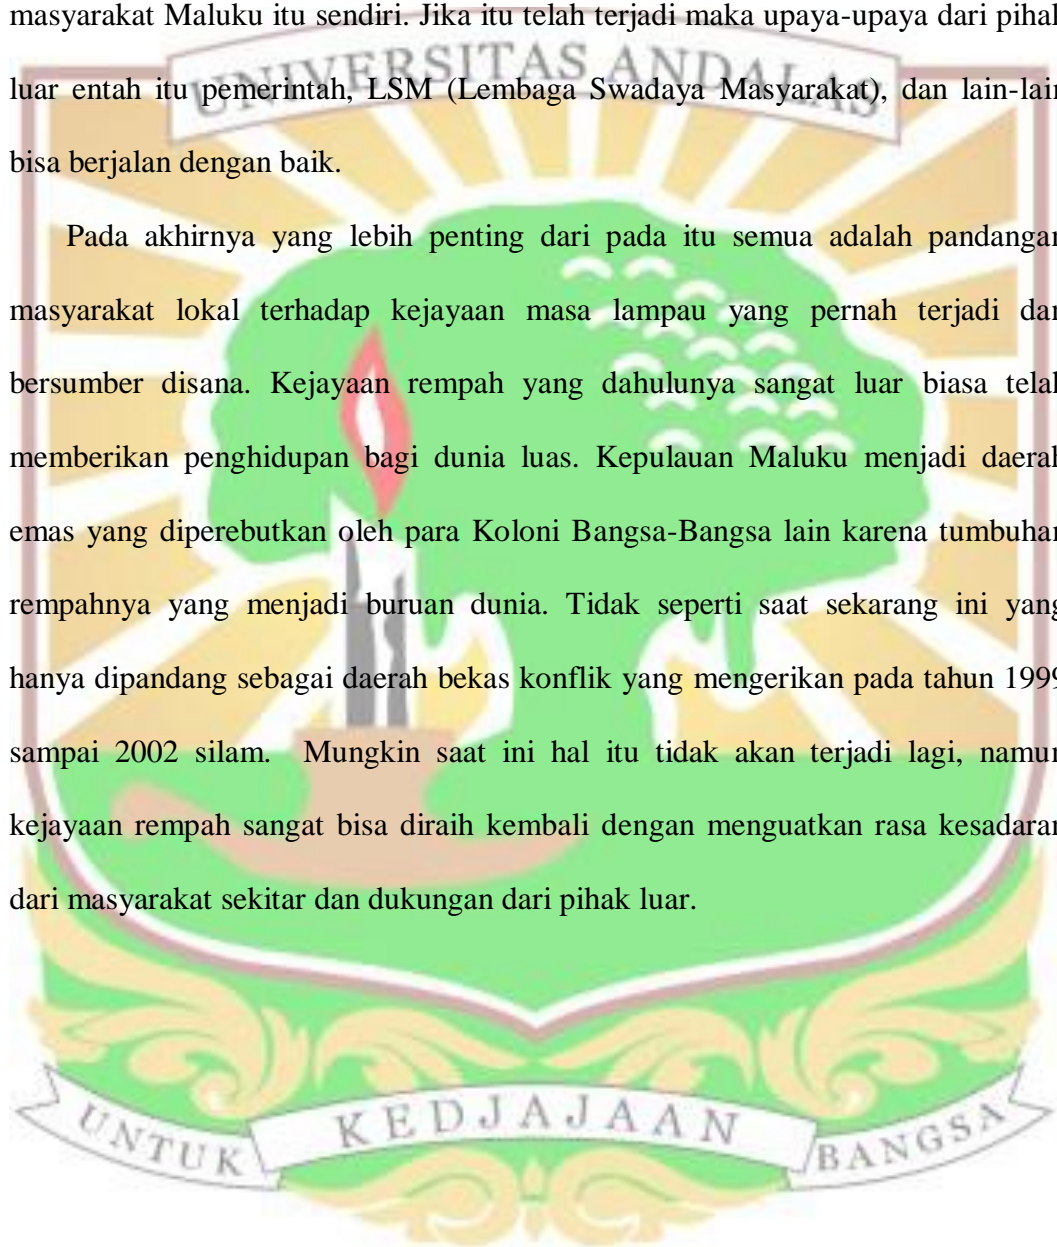 UNIVERSITAS ANDALAS
masyarakat Maluku itu sendiri. Jika itu telah terjadi maka upaya-upaya dari pihak
luar entah itu pemerintah, LSM (Lembaga Swadaya Masyarakat), dan lain-lain
bisa berjalan dengan baik.
Pada akhirnya yang lebih penting dari pada itu semua adalah pandangan
masyarakat lokal terhadap kejayaan masa lampau yang pernah terjadi dan
bersumber disana. Kejayaan rempah yang dahulunya sangat luar biasa telah
memberikan penghidupan bagi dunia luas. Kepulauan Maluku menjadi daerah
emas yang diperebutkan oleh para Koloni Bangsa-Bangsa lain karena tumbuhan
rempahnya yang menjadi buruan dunia. Tidak seperti saat sekarang ini yang
hanya dipandang sebagai daerah bekas konflik yang mengerikan pada tahun 1999
sampai 2002 silam. Mungkin saat ini hal itu tidak akan terjadi lagi, namun
kejayaan rempah sangat bisa diraih kembali dengan menguatkan rasa kesadaran
dari masyarakat sekitar dan dukungan dari pihak luar.
UNTUK KEDJAJAAN BANGSA